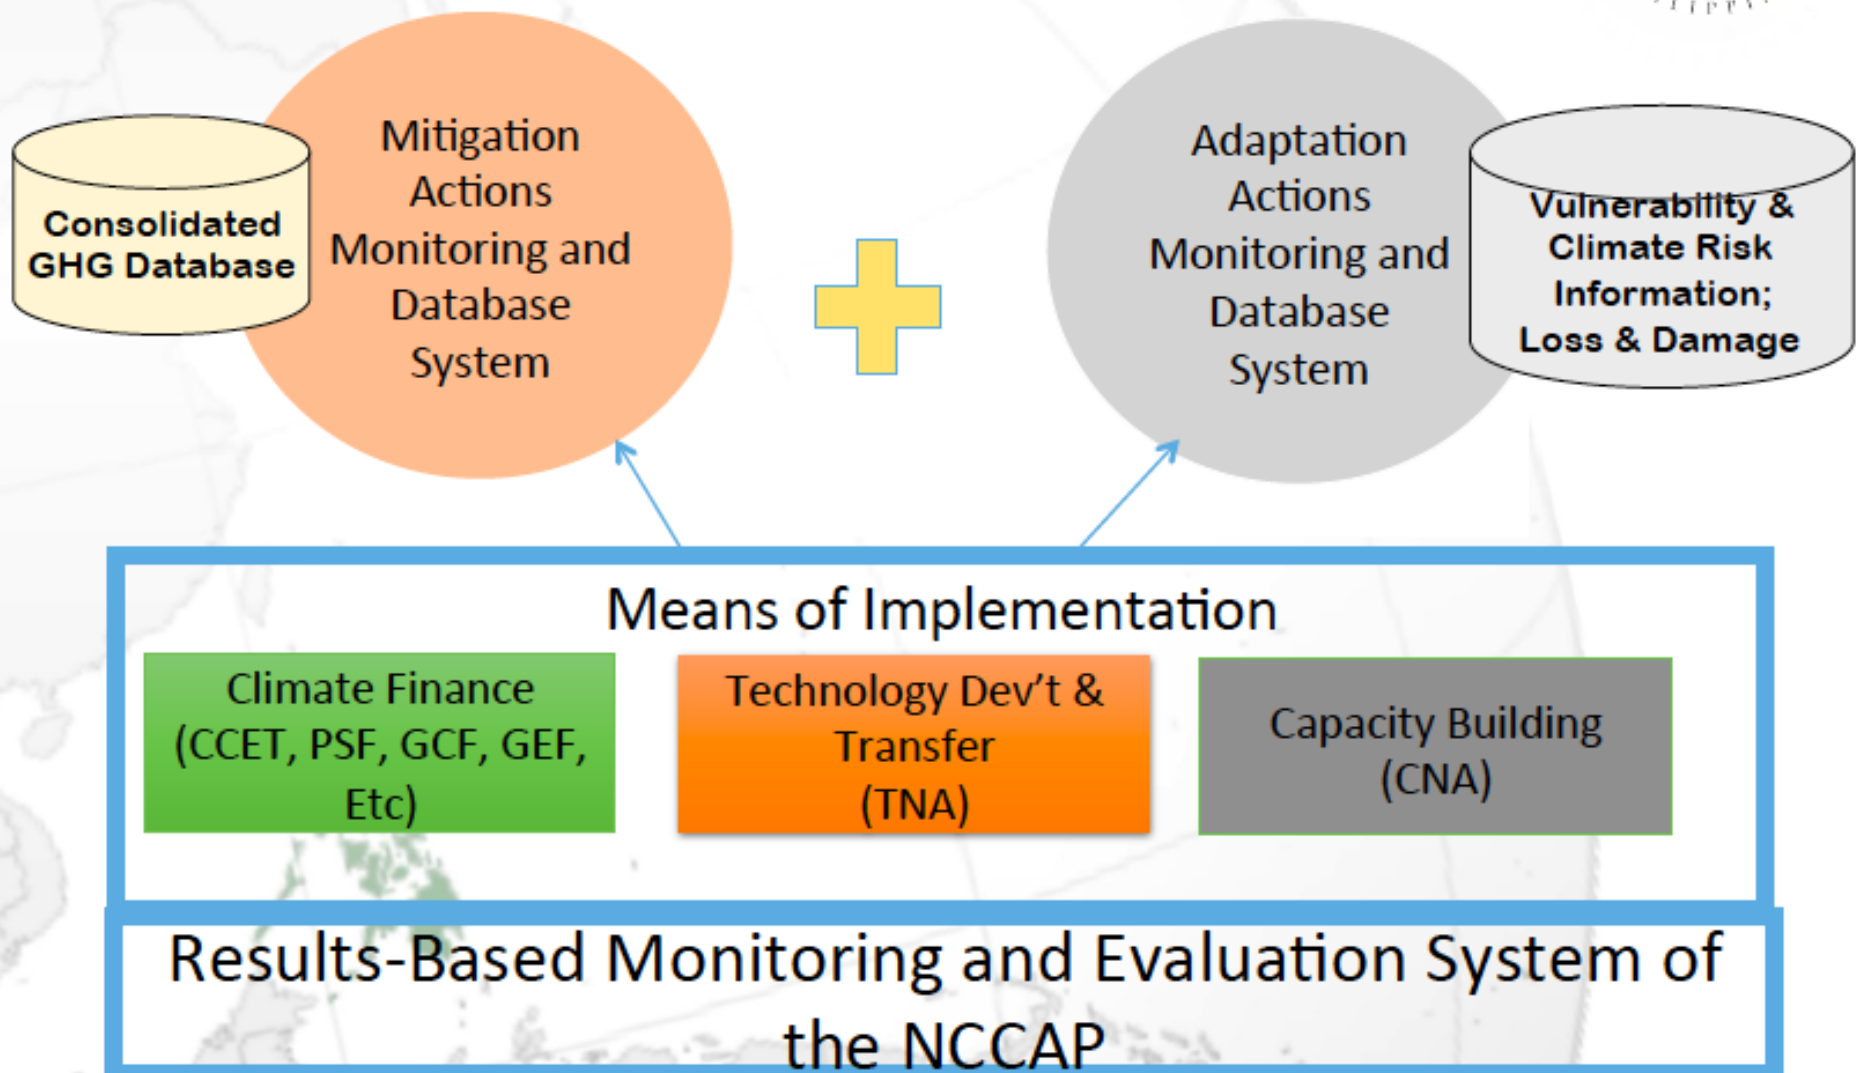 Mitigation
Actions
Monitoring and
Database
System
Consolidated
GHG Database
Adaptation
Actions
Monitoring and
Database
System
Vulnerability &
Climate Risk
Information;
Loss & Damage
Means of Implementation
Climate Finance
(CCET, PSF, GCF, GEF,
Etc)
Technology Dev’t &
Transfer
(TNA)
Capacity Building
(CNA)
Results-Based Monitoring and Evaluation System of
the NCCAP